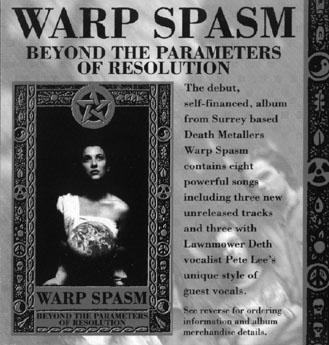 WARP SPASM
BEYOND THE PARAMETERS
OF RESOLUTION
The debut,
self-financed, album
from Surrey based
Death Metallers
Warp Spasm
contains eight
powerful songs
including three new
unreleased tracks
and three with
Lawnmower Deth
vocalist Pete Lee's
unique style of
guest vocals.
See reverse for ordering
information and album
merchandise details.
WARP SPASM
BEYOND THE PARAMETERS
OF RESOLUTION